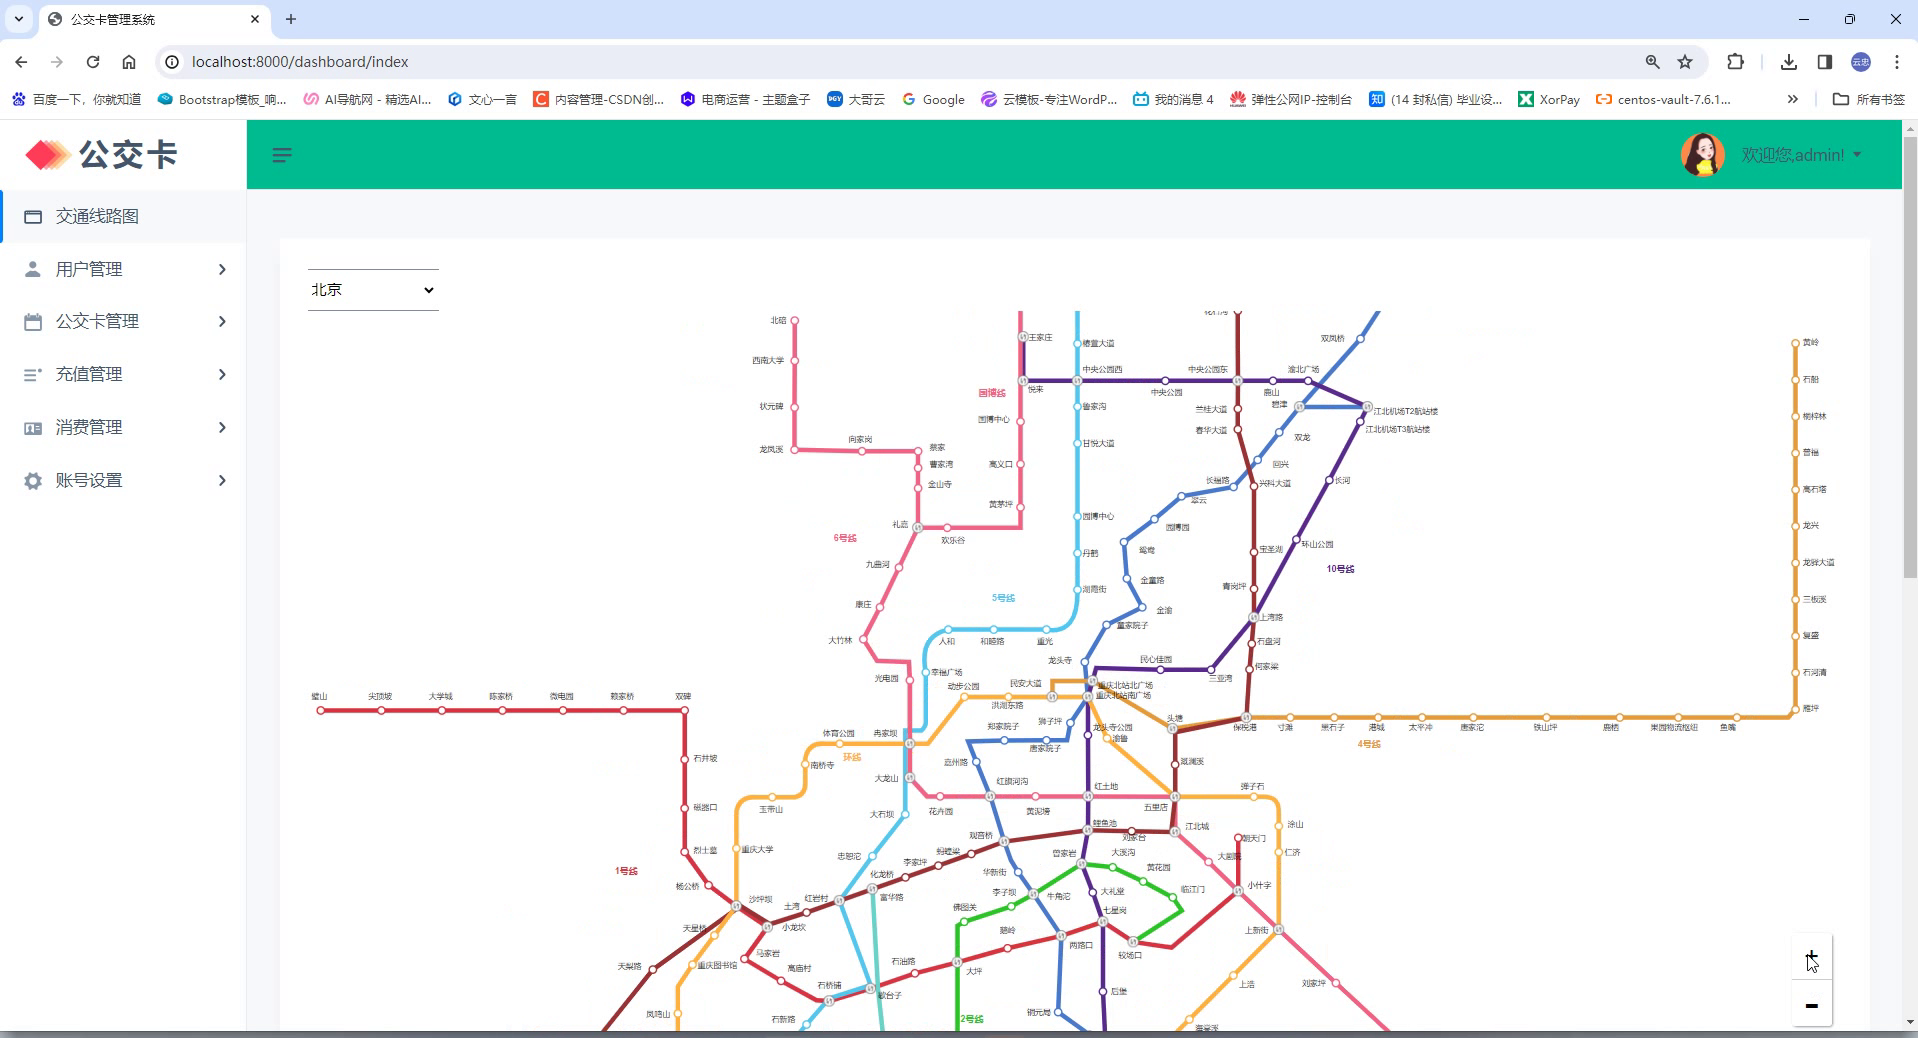 公交卡管理系统
localhost:8000/dashboard/index
百度一下，你就知道
Bootstrap模板_响...
AI导航网 - 精选AI...
文心一言
内容管理-CSDN创...
电商运营 - 主题盒子
大哥云
Google
云模板-专注WordP...
我的消息 4
弹性公网IP-控制台
(14 封私信) 毕业设...
XorPay
centos-vault-7.6.1...
所有书签
公交卡
欢迎您,admin!
交通线路图
用户管理
公交卡管理
充值管理
消费管理
账号设置
北京
北碚
王家庄
椿萱大道
双凤桥
黄岭
西南大学
中央公园西
中央公园东
渝北广场
石船
悦来
中央公园
鹿山
国博线
状元碑
鲁家沟
兰桂大道
碧津
江北机场T2航站楼
国博中心
春华大道
江北机场T3航站楼
向家岗
双龙
龙凤溪
蔡家
甘悦大道
普福
曹家湾
高义口
回兴
金山寺
长福路
兴科大道
长河
高石塔
翠云
黄茅坪
礼嘉
园博中心
园博园
龙兴
6号线
欢乐谷
鸳鸯
宝圣湖
环山公园
丹鹤
九曲河
10号线
龙驿大道
金童路
青岗坪
湖霞街
5号线
三板溪
康庄
金渝
上湾路
童家院子
大竹林
人和
和睦路
重光
石盘河
复盛
龙头寺
民心佳园
何家梁
幸福广场
石河清
光电园
三亚湾
动步公园
民安大道
重庆北站北广场
重庆北站南广场
璧山
尖顶坡
大学城
陈家桥
微电园
赖家桥
双碑
洪湖东路
雁坪
狮子坪
头塘
郑家院子
龙头寺公园
保税港
寸滩
黑石子
港城
太平冲
唐家沱
铁山坪
鹿栖
果园物流枢纽
鱼嘴
体育公园
冉家坝
渝鲁
唐家院子
4号线
环线
石井坡
南桥寺
嘉州路
溉澜溪
大龙山
红旗河沟
红土地
弹子石
磁器口
玉带山
花卉园
黄泥磅
五里店
大石坝
鲤鱼池
江北城
涂山
观音桥
刘家台
朝天门
烈士墓
重庆大学
忠恕沱
蚂蝗梁
曾家岩
大溪沟
大剧院
仁济
李家坪
1号线
化龙桥
华新街
黄花园
杨公桥
小什字
沙坪坝
土湾
红岩村
富华路
李子坝
牛角沱
大礼堂
临江门
佛图关
七星岗
天星桥
小龙坎
鹅岭
上新街
两路口
马家岩
较场口
天梨路
重庆图书馆
高庙村
石油路
大坪
石桥铺
歇台子
后堡
上浩
刘家坪
凤鸣山
石新路
2号线
铜元局
海棠溪